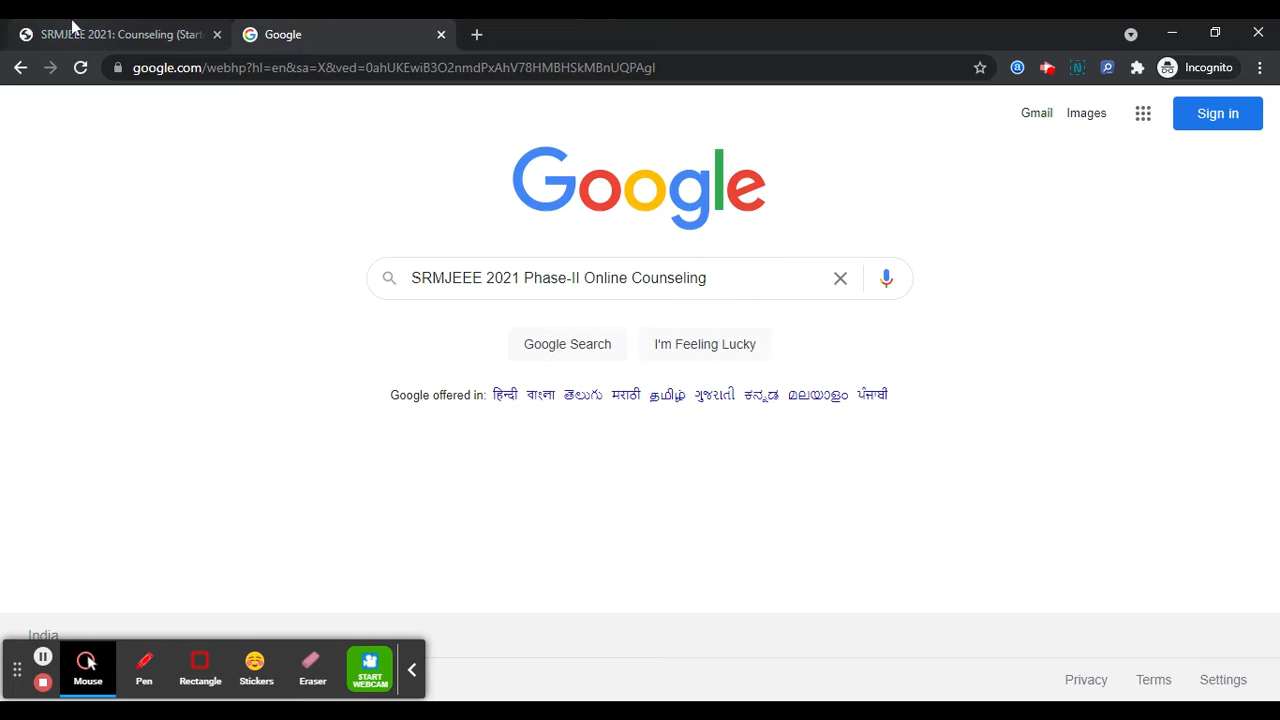 SRMJEEE 2021: Counseling (Start
Google
google.com/webhp?hl=en&sa=X&ved=0ahUKEwiB3O2nmdPxAhV78HMBHSkMBnUQPAgI
Incognito
Gmail Images
Sign in
Google
SRMJEEE 2021 Phase-II Online Counseling
Google Search
I'm Feeling Lucky
Google offered in: हिन्दी বাংলা తెలుగు मराठी தமிழ் ગુજરાતી ಕನ್ನಡ മലയാളം ਪੰਜਾਬੀ
India
Mouse
Pen
Rectangle
Stickers
Eraser
START
WEBCAM
Privacy Terms Settings